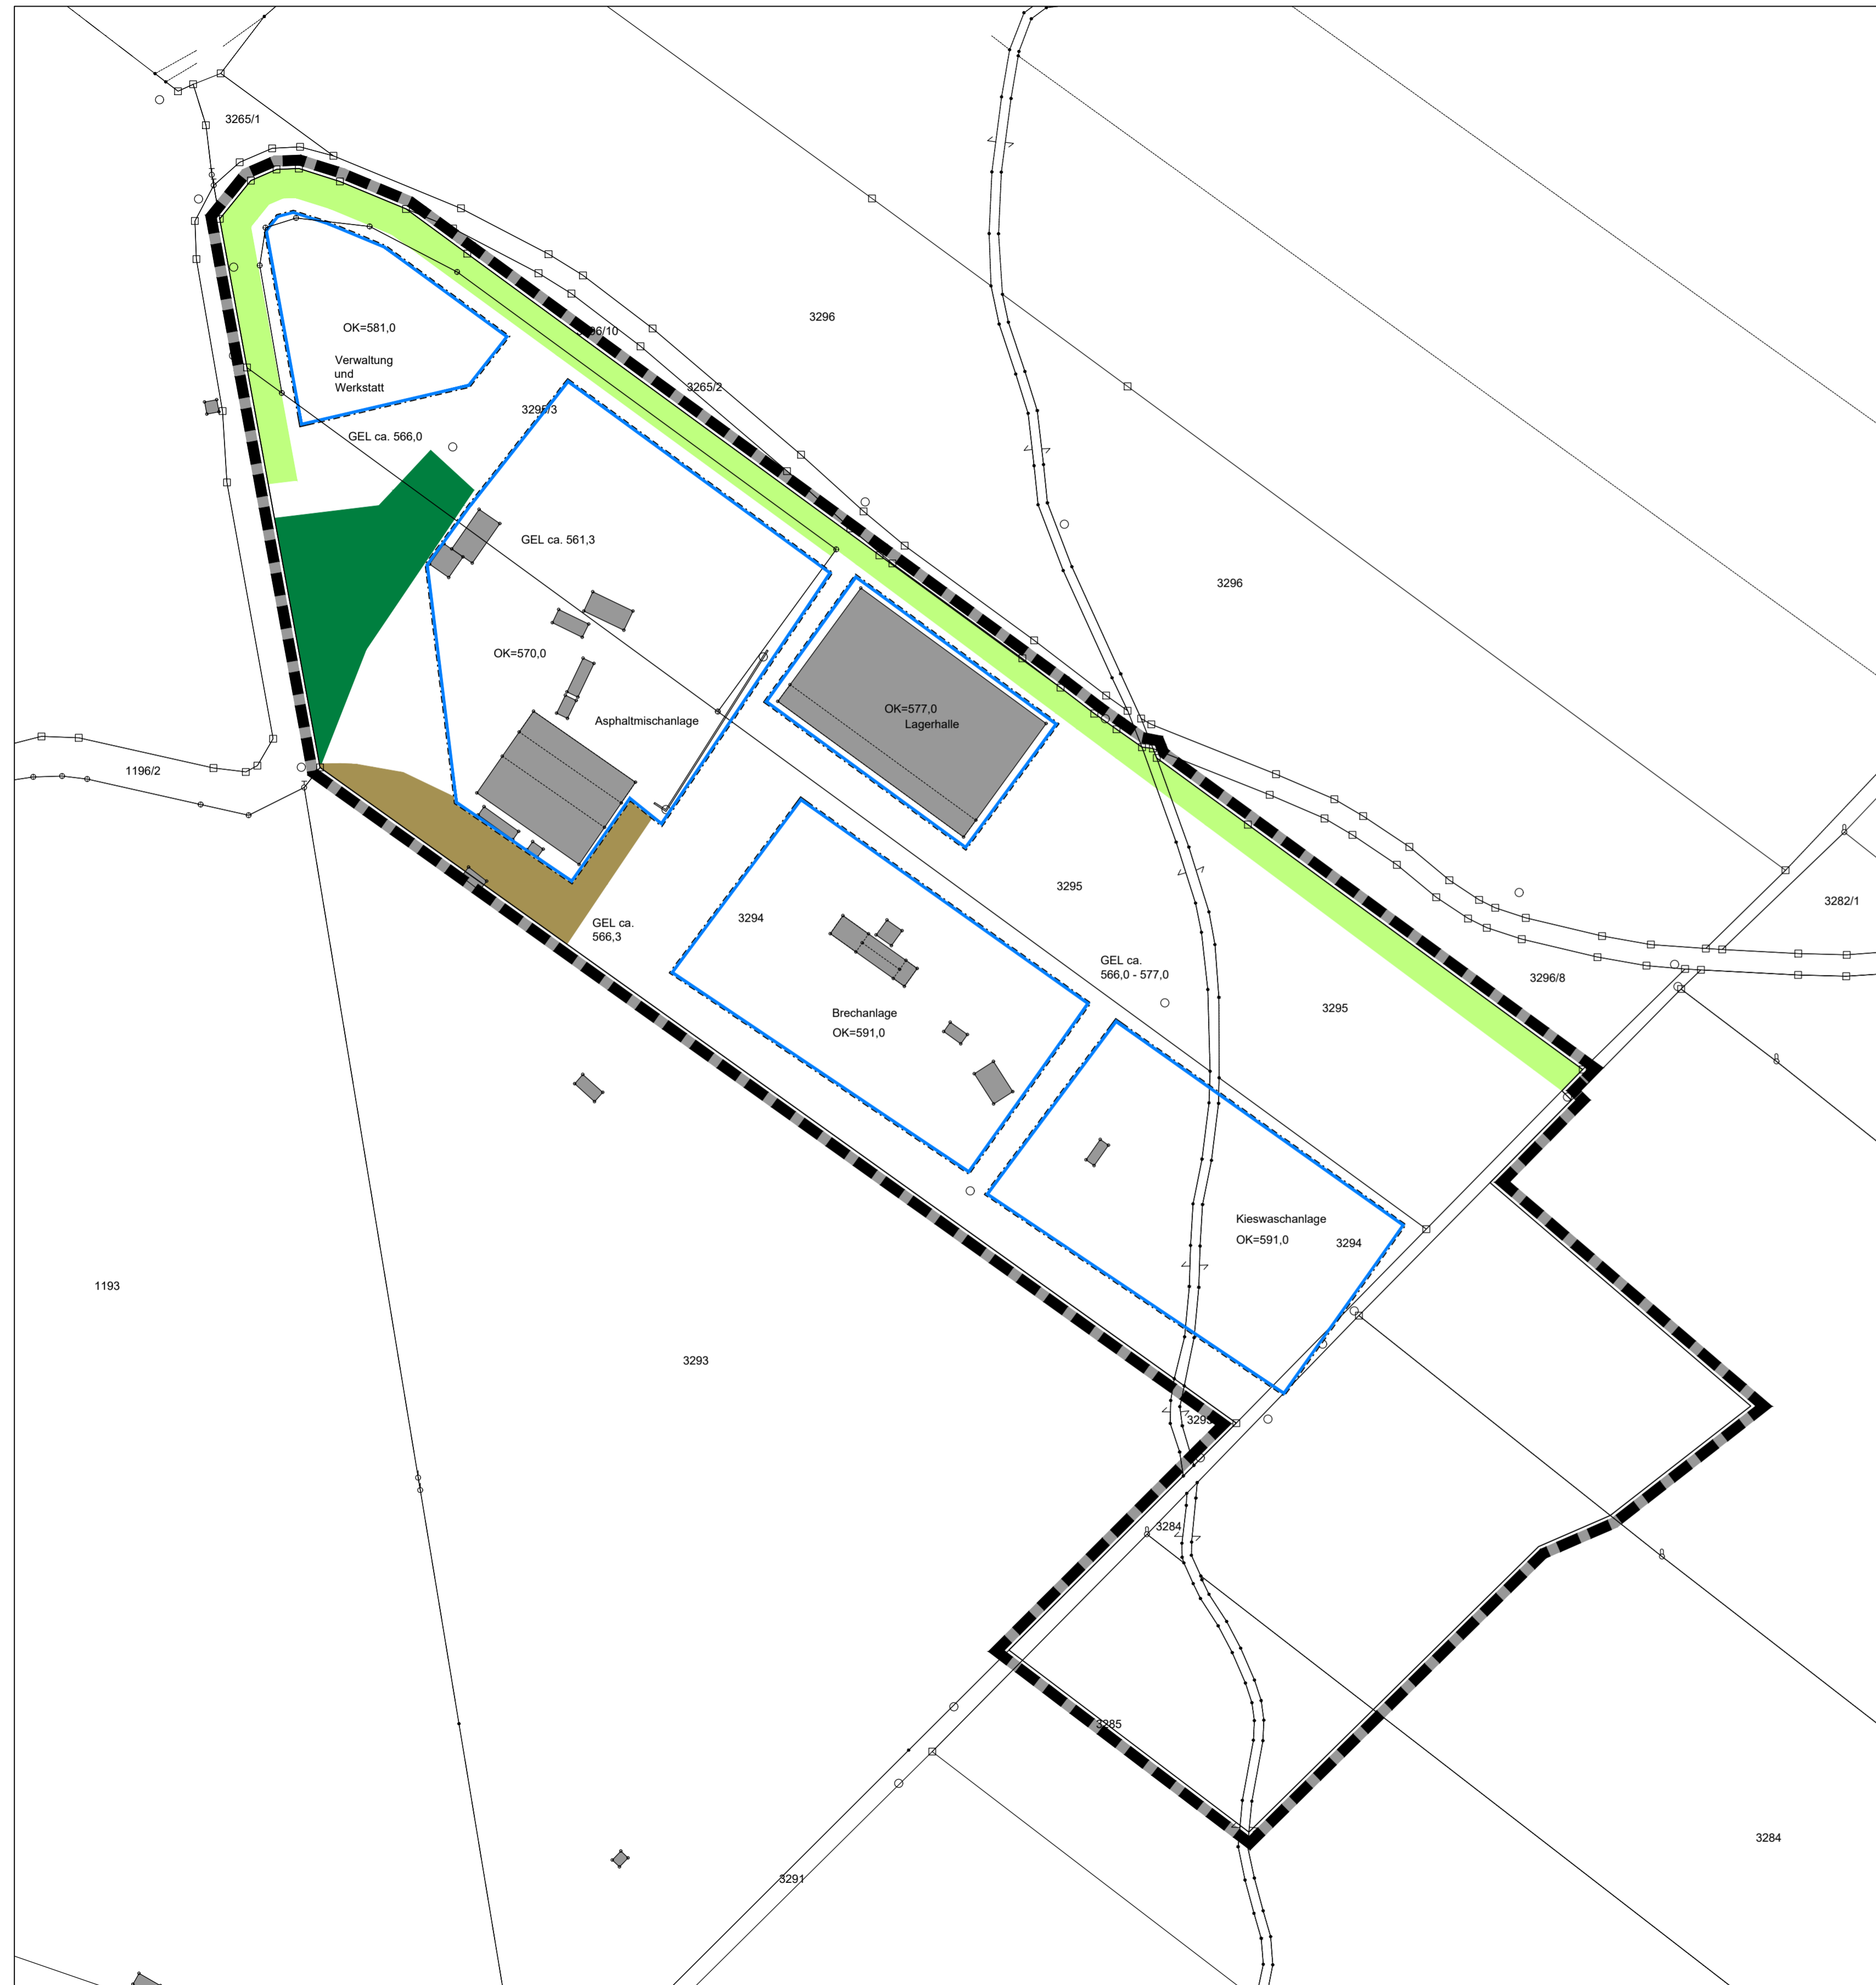 3265/1
3296
OK=581,0
Verwaltung
und
Werkstatt
3265/2
3295/3
GEL ca. 566,0
GEL ca. 561,3
3296
OK=570,0
OK=577,0
Lagerhalle
Asphaltmischanlage
1196/2
3295
3282/1
3294
GEL ca.
566,3
GEL ca.
566,0 - 577,0
3296/8
3295
Brechanlage
OK=591,0
Kieswaschanlage
OK=591,0
3294
1193
3293
3284
3285
3284
3291